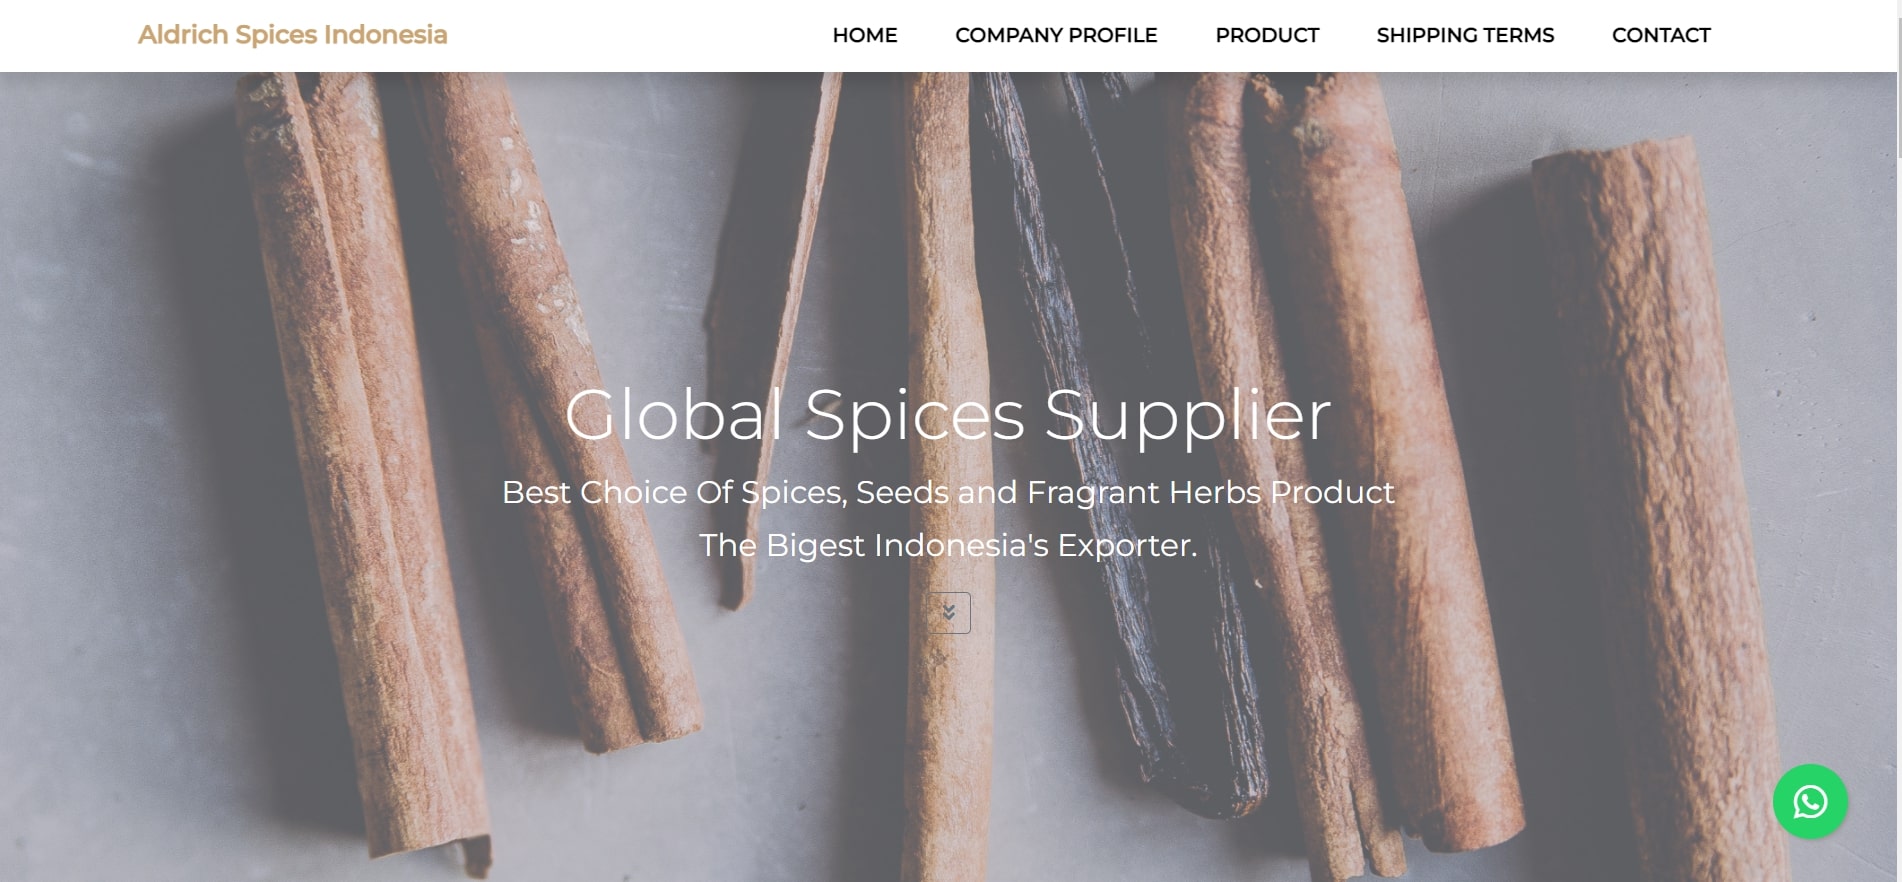 Aldrich Spices Indonesia
HOME COMPANY PROFILE PRODUCT SHIPPING TERMS CONTACT
Global Spices Supplier
Best Choice Of Spices, Seeds and Fragrant Herbs Product
The Bigest Indonesia's Exporter.